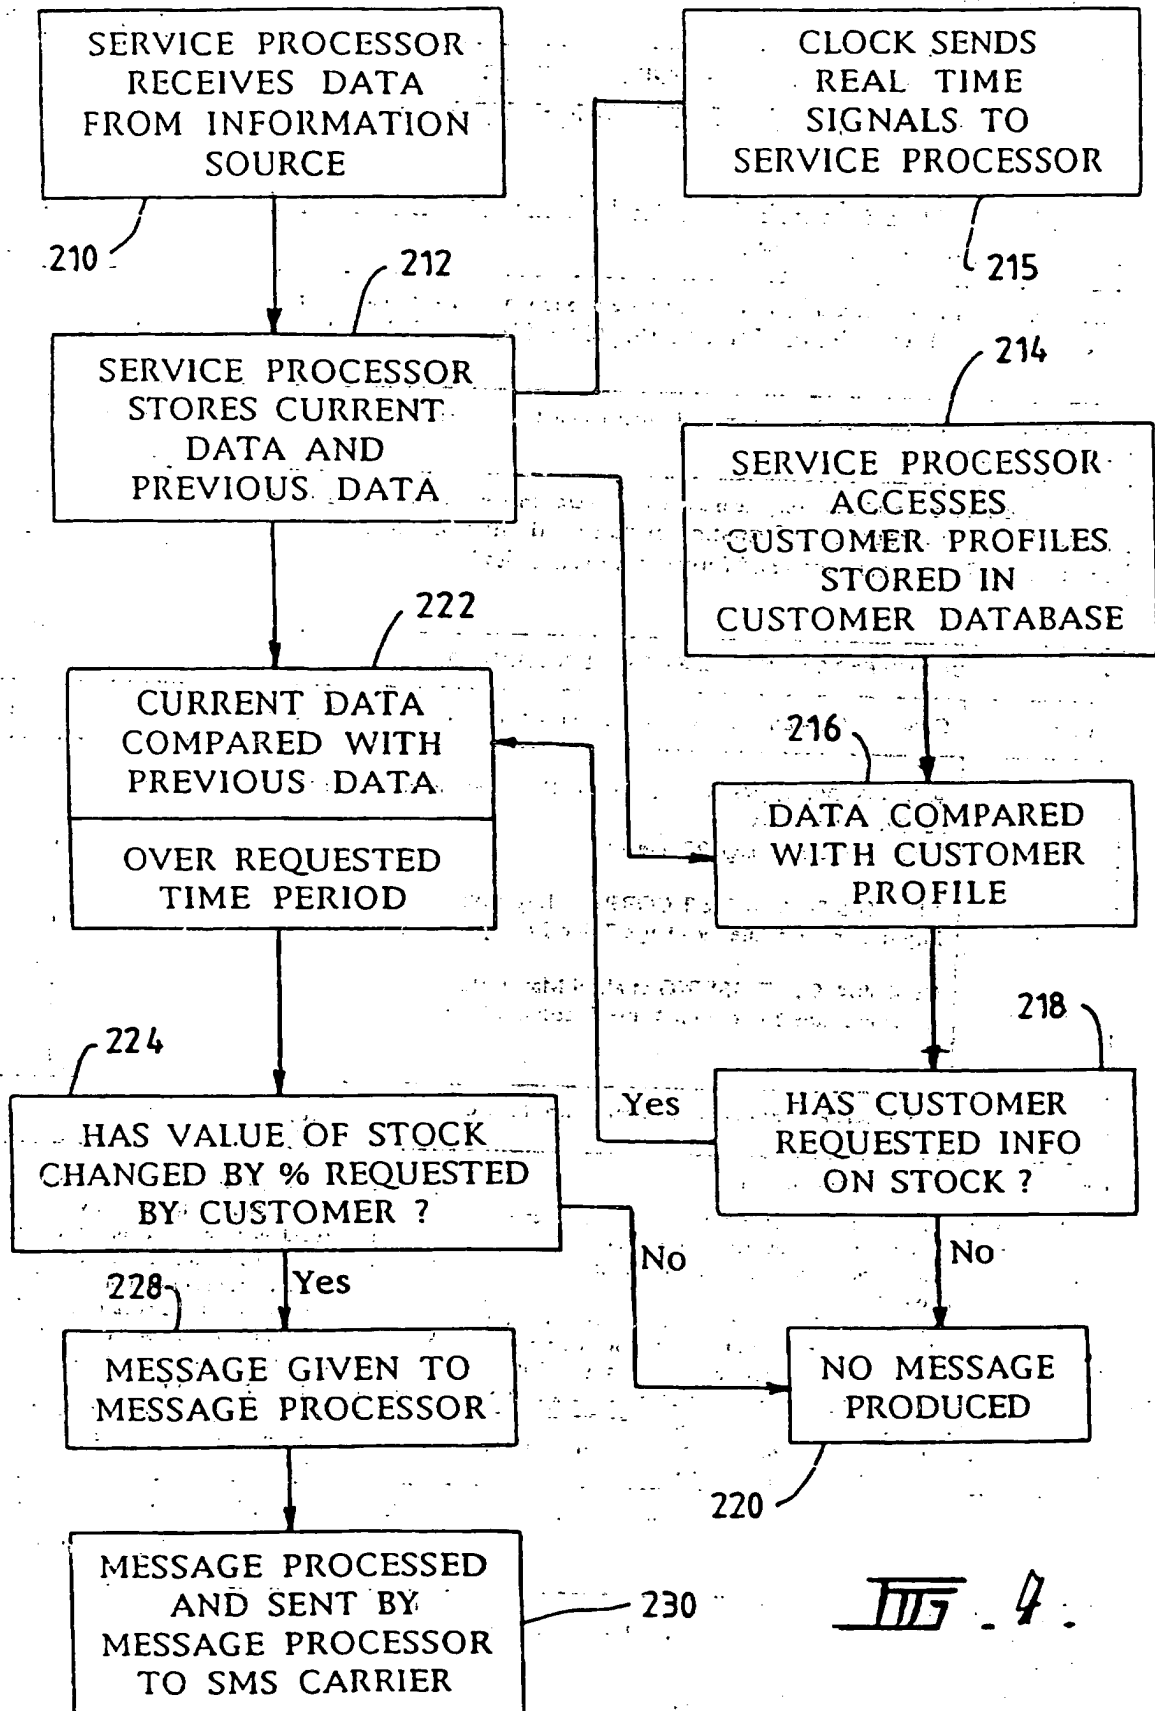 SERVICE PROCESSOR
RECEIVES DATA
FROM INFORMATION
SOURCE
210
CLOCK SENDS
REAL TIME
SIGNALS TO
SERVICE PROCESSOR
215
212
SERVICE PROCESSOR
STORES CURRENT
DATA AND
PREVIOUS DATA
214
SERVICE PROCESSOR
ACCESSES
CUSTOMER PROFILES
STORED IN
CUSTOMER DATABASE
222
CURRENT DATA
COMPARED WITH
PREVIOUS DATA
OVER REQUESTED
TIME PERIOD
216
DATA COMPARED
WITH CUSTOMER
PROFILE
218
HAS CUSTOMER
REQUESTED INFO
ON STOCK ?
Yes
No
224
HAS VALUE OF STOCK
CHANGED BY % REQUESTED
BY CUSTOMER ?
No
Yes
228
MESSAGE GIVEN TO
MESSAGE PROCESSOR
NO MESSAGE
PRODUCED
220
MESSAGE PROCESSED
AND SENT BY
MESSAGE PROCESSOR
TO SMS CARRIER
230
FIG. 4.